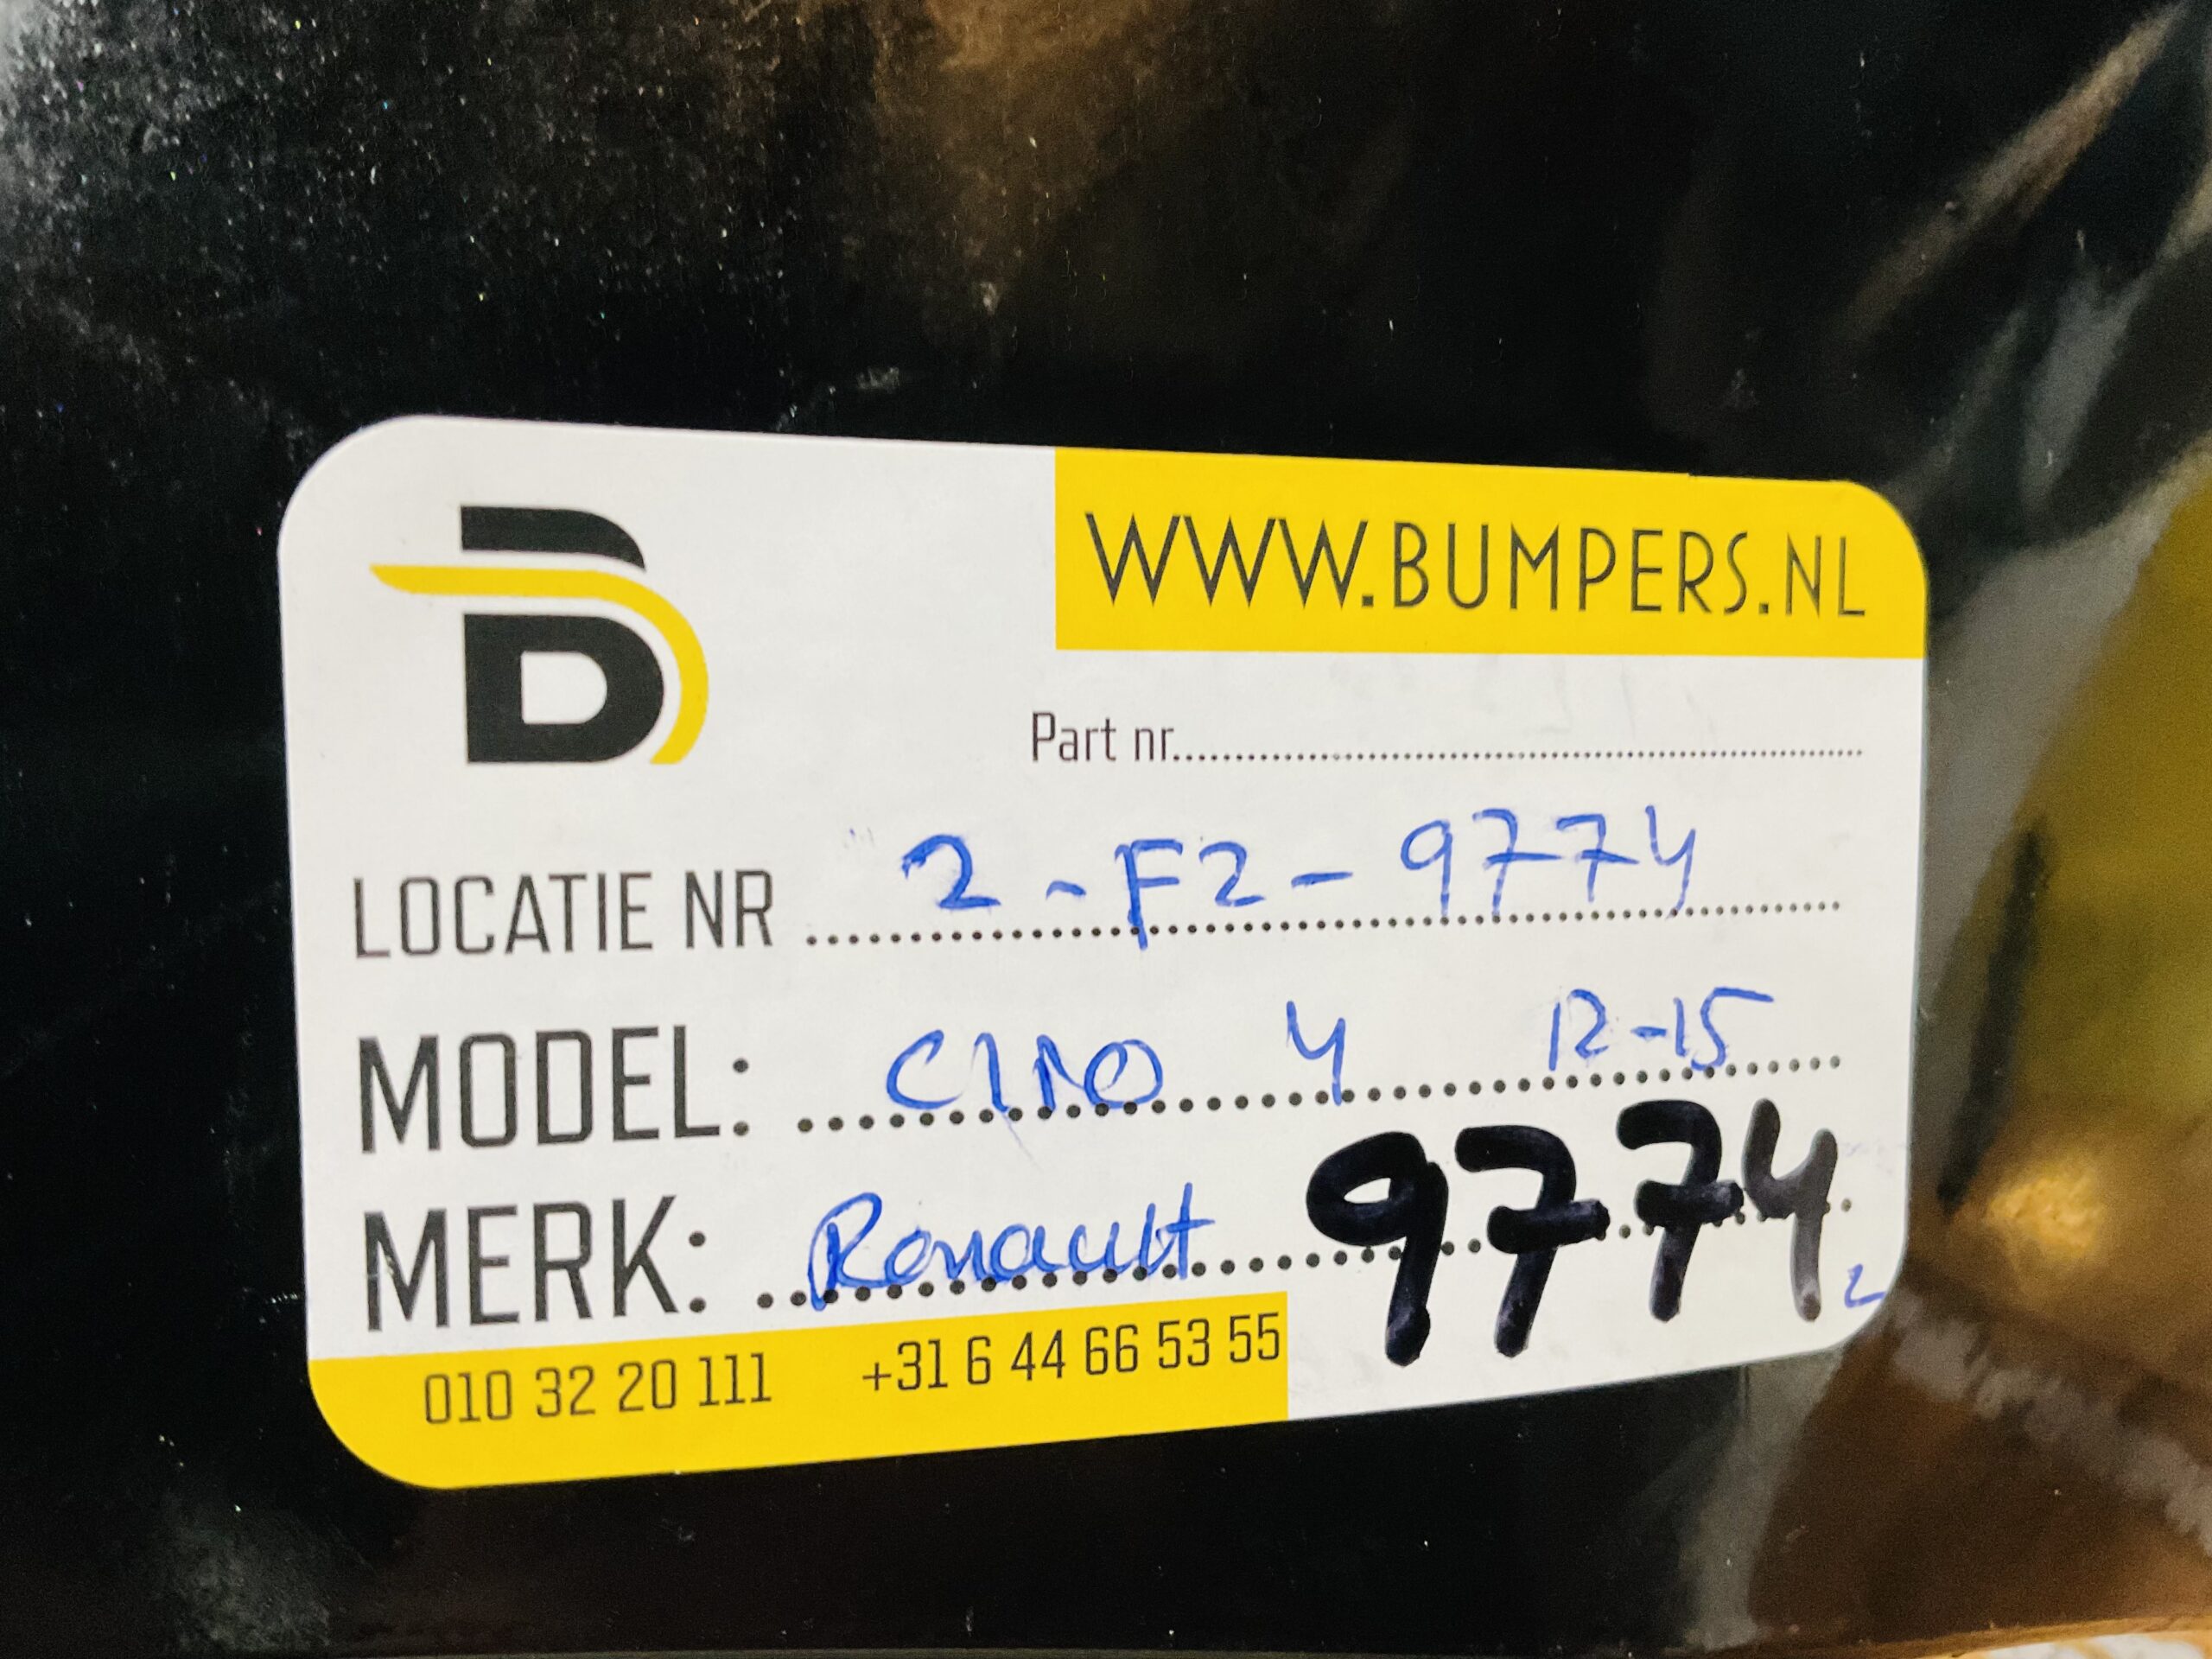 B
WWW.BUMPERS.NL
Part nr.......................................................
LOCATIE NR 2-F2-9774
MODEL: CLIO 4 12-15
MERK: Renault 9774
010 32 20 111 +31 6 44 66 53 55